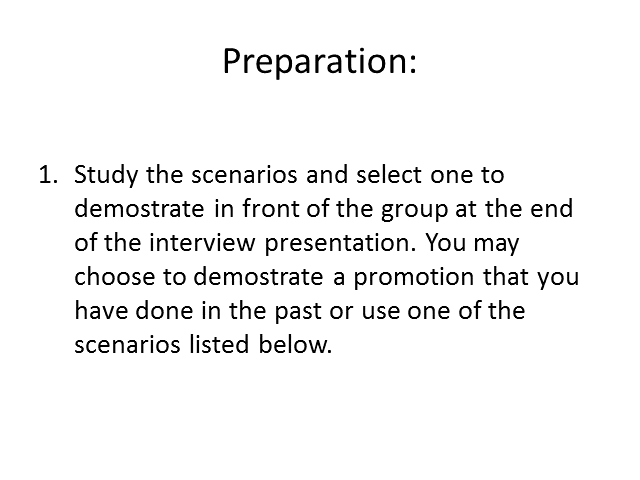 Preparation:
1. Study the scenarios and select one to
demostrate in front of the group at the end
of the interview presentation. You may
choose to demostrate a promotion that you
have done in the past or use one of the
scenarios listed below.